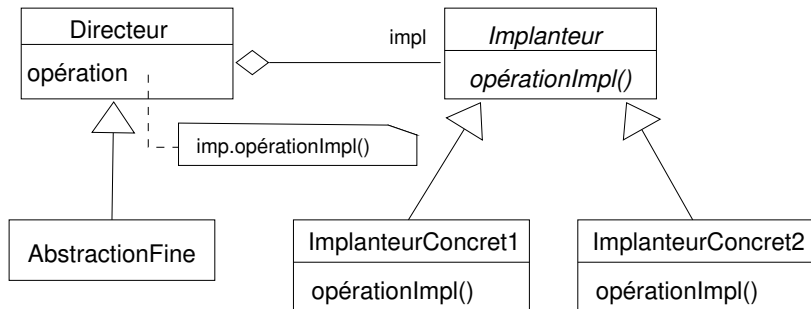 Directeur
opération
impl
Implanteur
opérationImpl()
imp.opérationImpl()
AbstractionFine
ImplanteurConcret1
opérationImpl()
ImplanteurConcret2
opérationImpl()